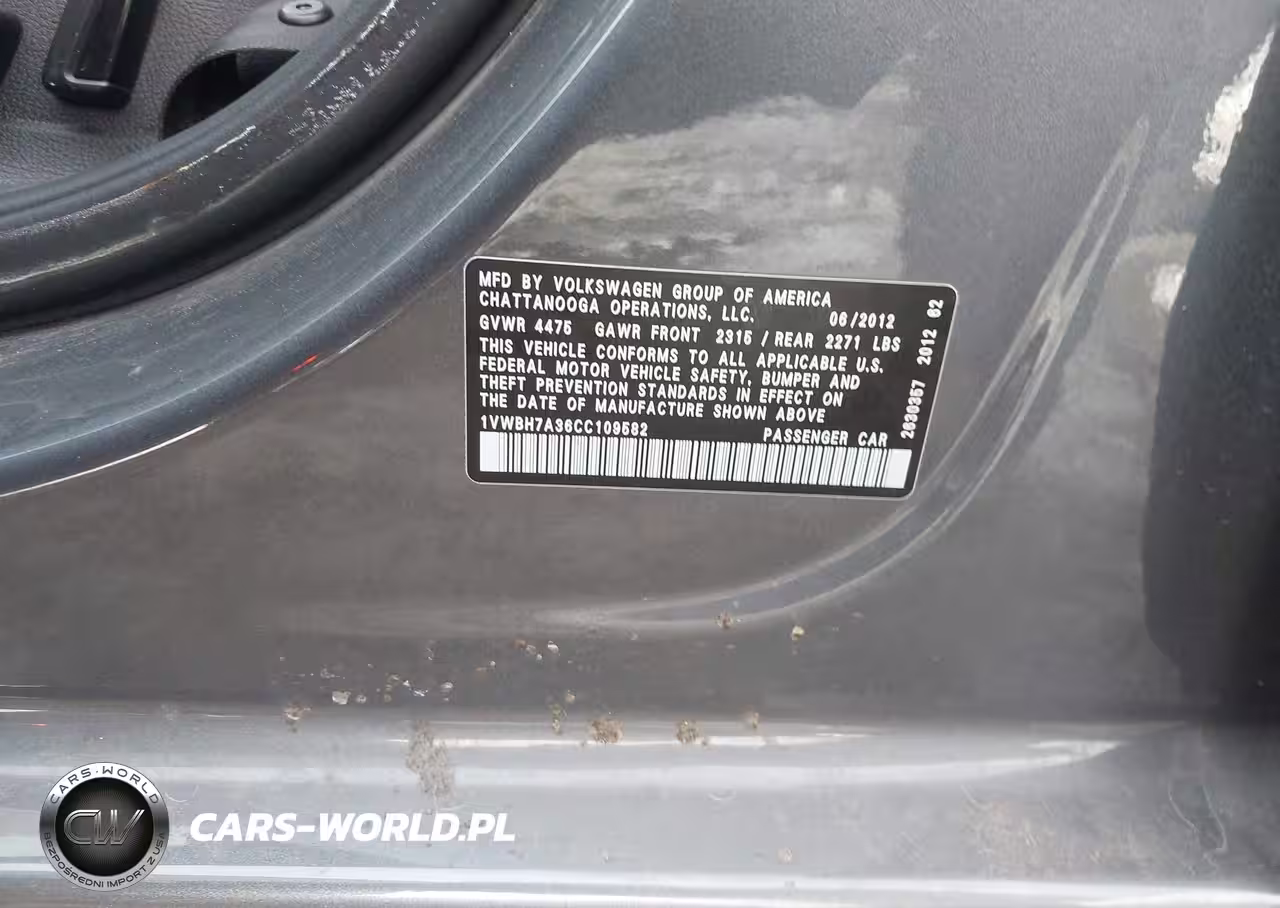 MFD BY VOLKSWAGEN GROUP OF AMERICA
CHATTANOOGA OPERATIONS, LLC. 06/2012
GVWR 4475 GAWR FRONT 2315 / REAR 2271 LBS
THIS VEHICLE CONFORMS TO ALL APPLICABLE U.S.
FEDERAL MOTOR VEHICLE SAFETY, BUMPER AND
THEFT PREVENTION STANDARDS IN EFFECT ON
THE DATE OF MANUFACTURE SHOWN ABOVE
1VWBH7A36CC109582 PASSENGER CAR
2630357 2012 62
CARS-WORLD
CW
BEZPOŚREDNI IMPORT Z USA
CARS-WORLD.PL